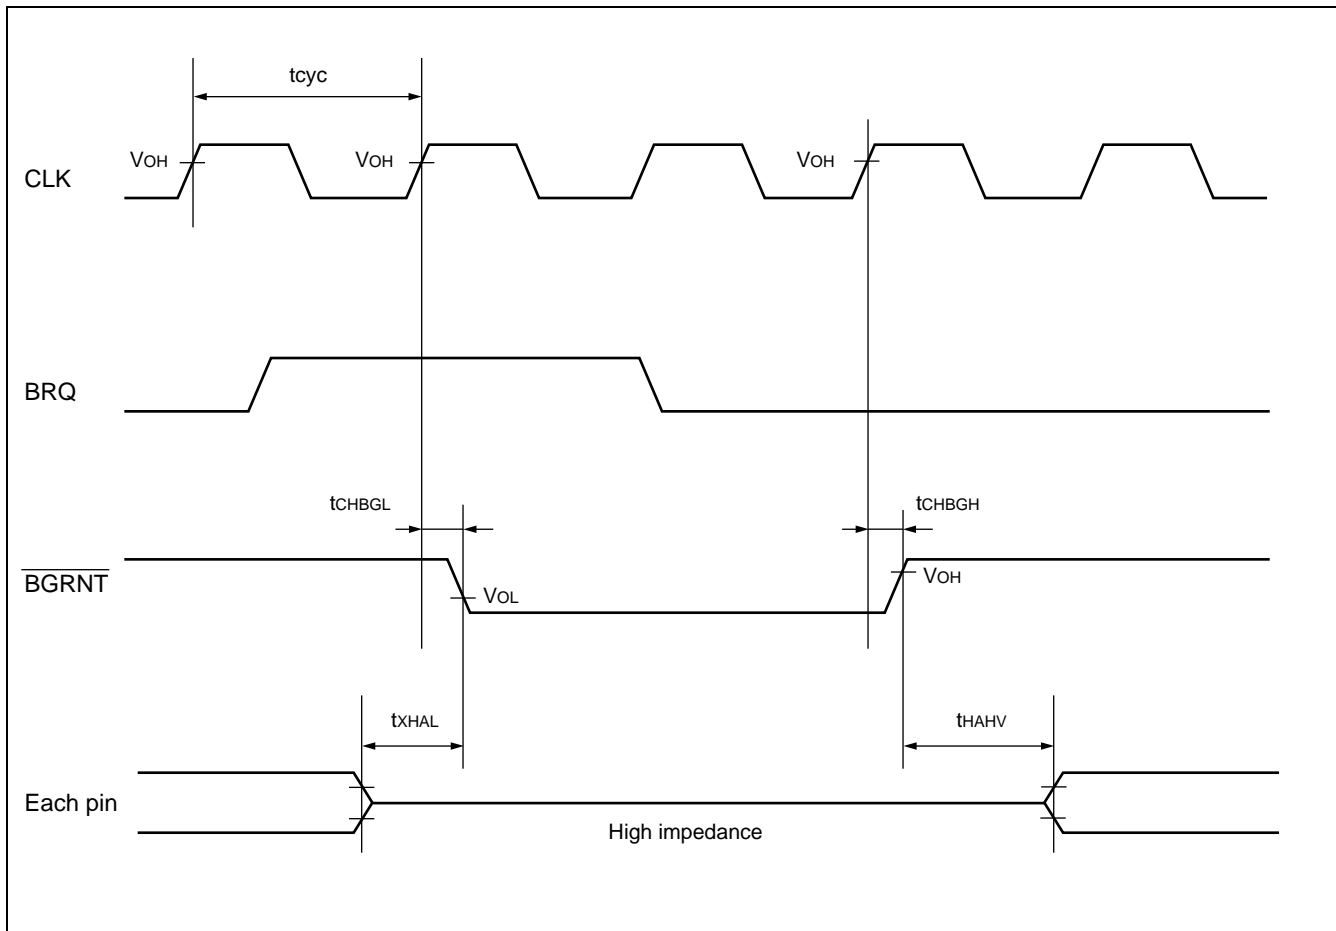 tcyc
VOH
VOH
VOH
CLK
BRQ
tCHBGL
tCHBGH
BGRNT
VOL
VOH
tXHAL
tHAHV
Each pin
High impedance